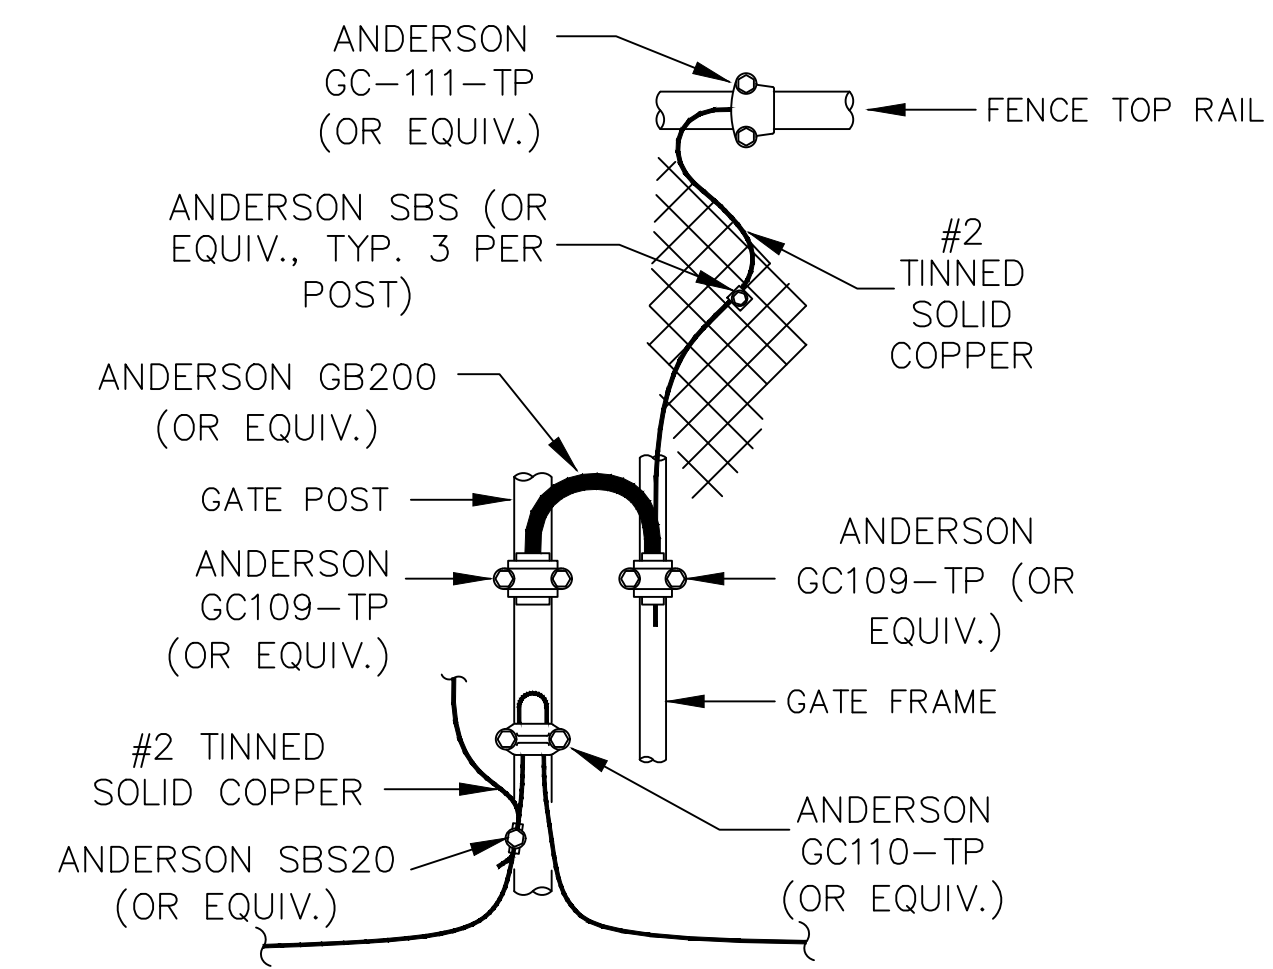 ANDERSON
GC-111-TP
(OR EQUIV.)
FENCE TOP RAIL
ANDERSON SBS (OR
EQUIV., TYP. 3 PER
POST)
#2
TINNED
SOLID
COPPER
ANDERSON GB200
(OR EQUIV.)
GATE POST
ANDERSON
GC109-TP
(OR EQUIV.)
ANDERSON
GC109-TP (OR
EQUIV.)
GATE FRAME
#2 TINNED
SOLID COPPER
ANDERSON SBS20
(OR EQUIV.)
ANDERSON
GC110-TP
(OR EQUIV.)